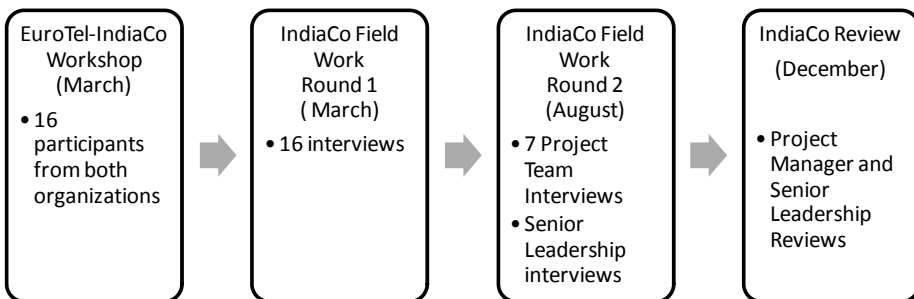 EuroTel-IndiaCo
Workshop
(March)
• 16
participants
from both
organizations
IndiaCo Field
Work
Round 1
( March)
• 16 interviews
IndiaCo Field
Work
Round 2
(August)
• 7 Project
Team
Interviews
• Senior
Leadership
interviews
IndiaCo Review
(December)
• Project
Manager and
Senior
Leadership
Reviews